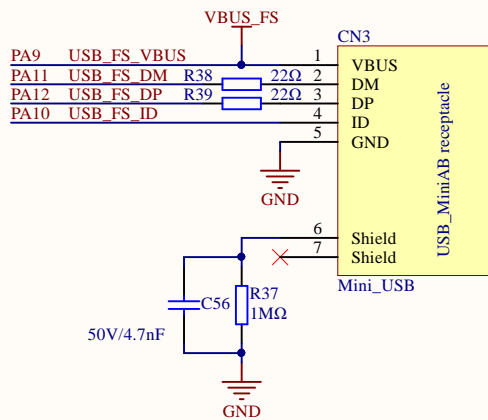 VBUS_FS
CN3
PA9 USB_FS_VBUS 1 VBUS
PA11 USB_FS_DM R38 22Ω 2 DM
PA12 USB_FS_DP R39 22Ω 3 DP
PA10 USB_FS_ID 4 ID
5 GND
GND
USB_MiniAB receptacle
6 Shield
7 Shield
Mini_USB
C56 R37
1MΩ
50V/4.7nF
GND